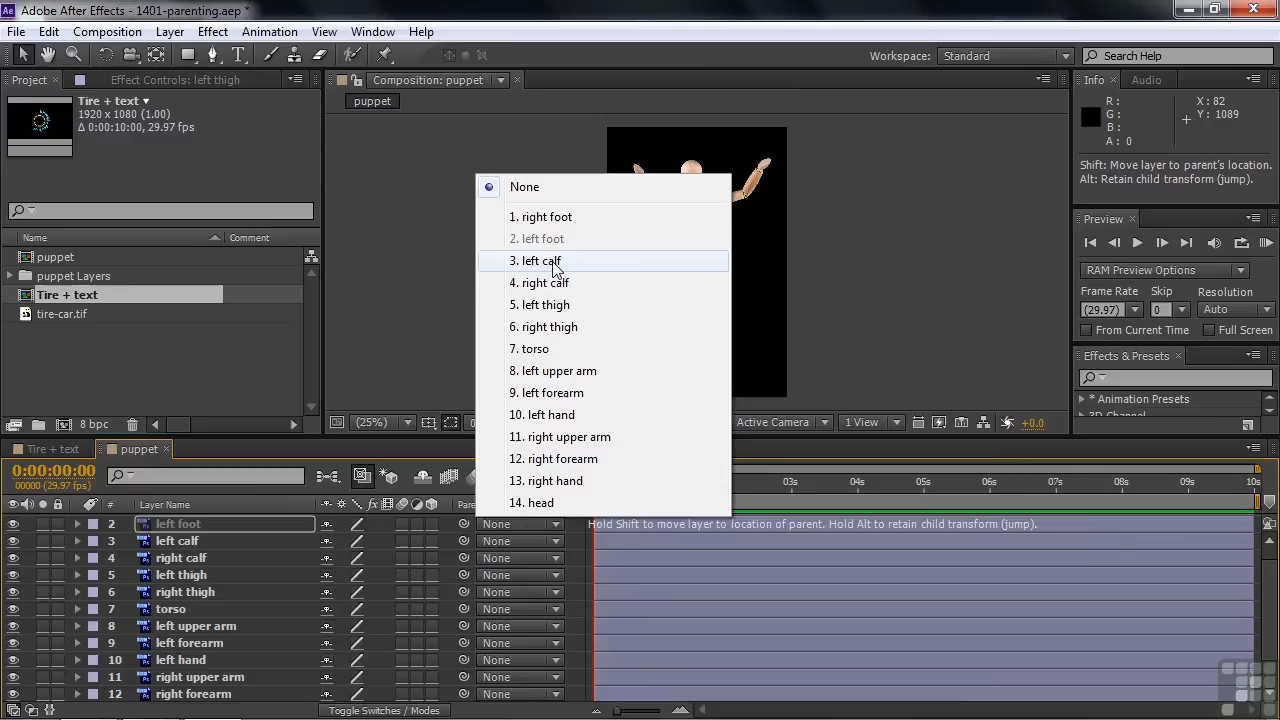 Ae Adobe After Effects - 1401-parenting.aep *
File Edit Composition Layer Effect Animation View Window Help
Workspace: Standard Search Help
Project Effect Controls: left thigh Composition: puppet Info Audio
Tire + text
1920 x 1080 (1.00)
Δ 0:00:10:00, 29.97 fps
puppet
R :
G :
B :
A : 0
X : 82
Y : 1089
Shift: Move layer to parent's location.
Alt: Retain child transform (jump).
Name Comment
puppet
puppet Layers
Tire + text
tire-car.tif
8 bpc
None
1. right foot
2. left foot
3. left calf
4. right calf
5. left thigh
6. right thigh
7. torso
8. left upper arm
9. left forearm
10. left hand
11. right upper arm
12. right forearm
13. right hand
14. head
Preview
RAM Preview Options
Frame Rate Skip Resolution
(29.97) 0 Auto
From Current Time Full Screen
Effects & Presets
* Animation Presets
3D Channel
(25%) Active Camera 1 View +0.0
Tire + text puppet
0:00:00:00
00000 (29.97 fps)
03s 04s 05s 06s 07s 08s 09s 10s
# Layer Name fx Pare
2 left foot None Hold Shift to move layer to location of parent. Hold Alt to retain child transform (jump).
3 left calf None
4 right calf None
5 left thigh None
6 right thigh None
7 torso None
8 left upper arm None
9 left forearm None
10 left hand None
11 right upper arm None
12 right forearm None
Toggle Switches / Modes